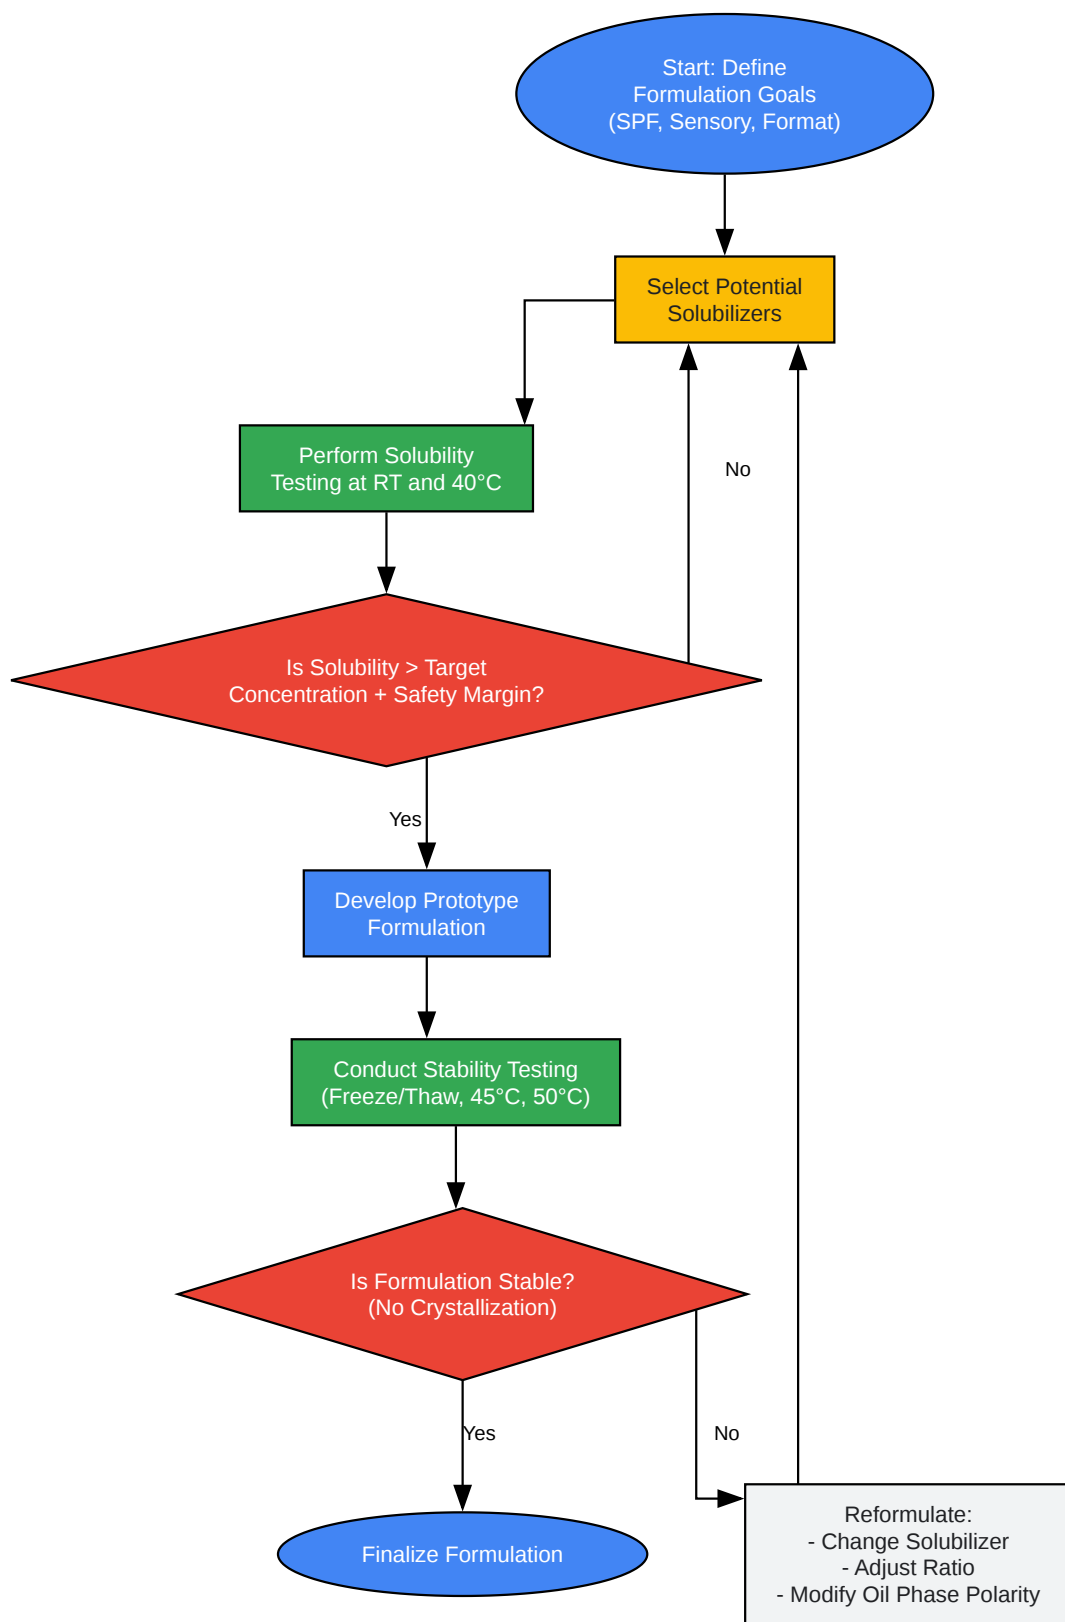 Start: Define
Formulation Goals
(SPF, Sensory, Format)
Select Potential
Solubilizers
Perform Solubility
Testing at RT and 40°C
No
Is Solubility > Target
Concentration + Safety Margin?
Yes
Develop Prototype
Formulation
Conduct Stability Testing
(Freeze/Thaw, 45°C, 50°C)
Is Formulation Stable?
(No Crystallization)
Yes
No
Reformulate:
- Change Solubilizer
- Adjust Ratio
- Modify Oil Phase Polarity
Finalize Formulation